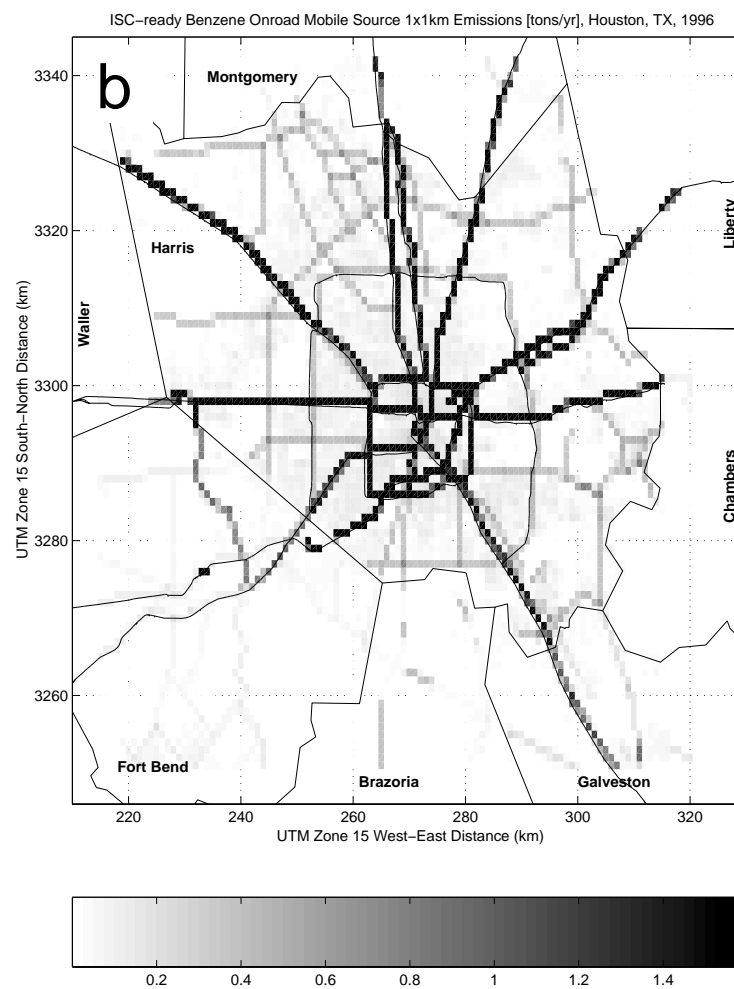 ISC−ready Benzene Onroad Mobile Source 1x1km Emissions [tons/yr], Houston, TX, 1996
b
Montgomery
Harris
Liberty
Waller
Chambers
Fort Bend
Brazoria
Galveston
3340
3320
3300
3280
3260
UTM Zone 15 South−North Distance (km)
220 240 260 280 300 320
UTM Zone 15 West−East Distance (km)
0.2 0.4 0.6 0.8 1 1.2 1.4